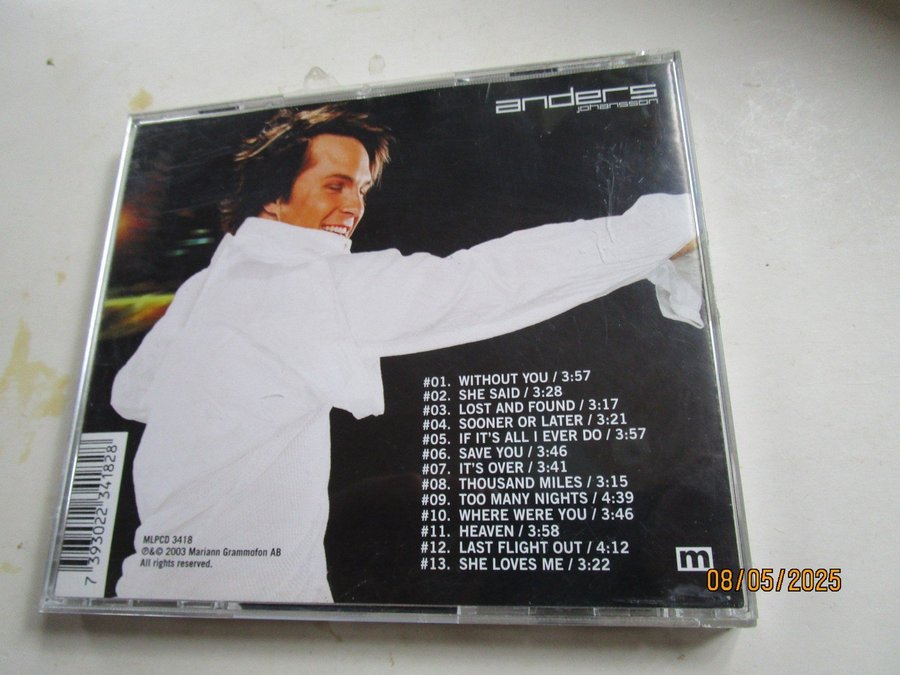 anders
johansson
#01. WITHOUT YOU / 3:57
#02. SHE SAID / 3:28
#03. LOST AND FOUND / 3:17
#04. SOONER OR LATER / 3:21
#05. IF IT'S ALL I EVER DO / 3:57
#06. SAVE YOU / 3:46
#07. IT'S OVER / 3:41
#08. THOUSAND MILES / 3:15
#09. TOO MANY NIGHTS / 4:39
#10. WHERE WERE YOU / 3:46
#11. HEAVEN / 3:58
#12. LAST FLIGHT OUT / 4:12
#13. SHE LOVES ME / 3:22
7 393022 341828
MLPCD 3418
℗&© 2003 Mariann Grammofon AB
All rights reserved.
m
08/05/2025